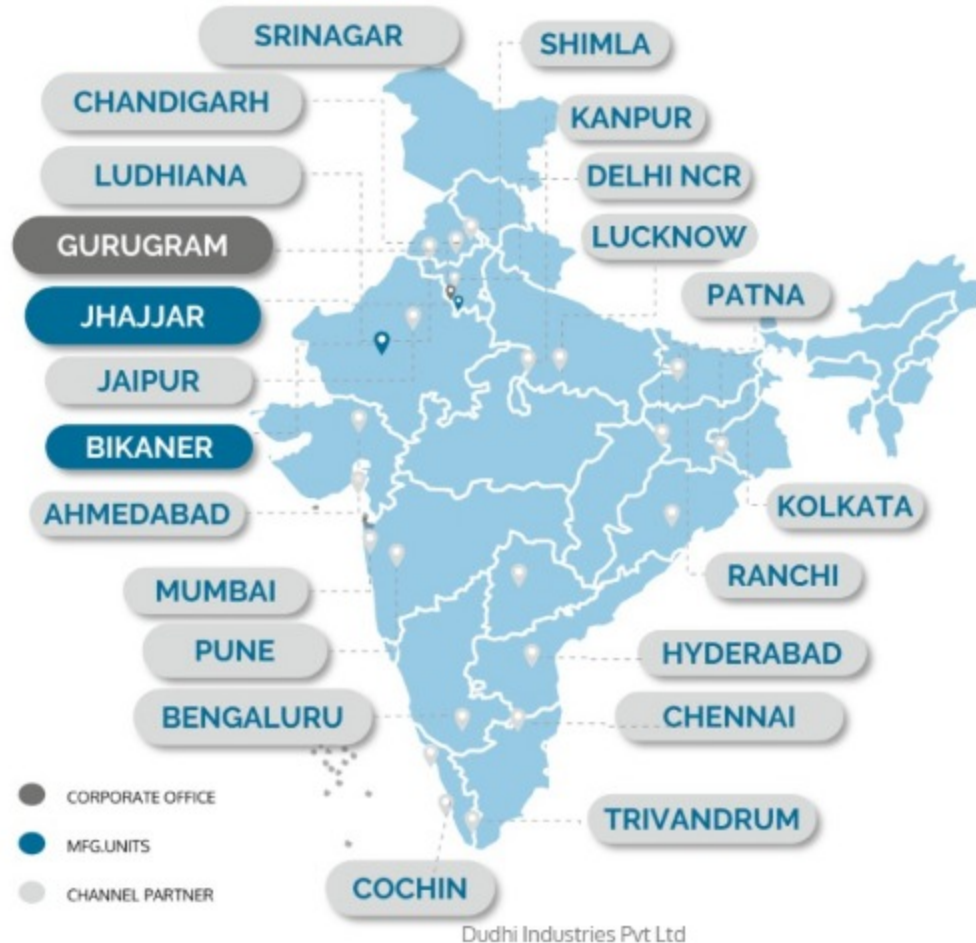 SRINAGAR
SHIMLA
CHANDIGARH
KANPUR
LUDHIANA
DELHI NCR
GURUGRAM
LUCKNOW
JHAJJAR
PATNA
JAIPUR
BIKANER
AHMEDABAD
KOLKATA
MUMBAI
RANCHI
PUNE
HYDERABAD
BENGALURU
CHENNAI
CORPORATE OFFICE
MFG.UNITS
TRIVANDRUM
CHANNEL PARTNER
COCHIN
Dudhi Industries Pvt Ltd